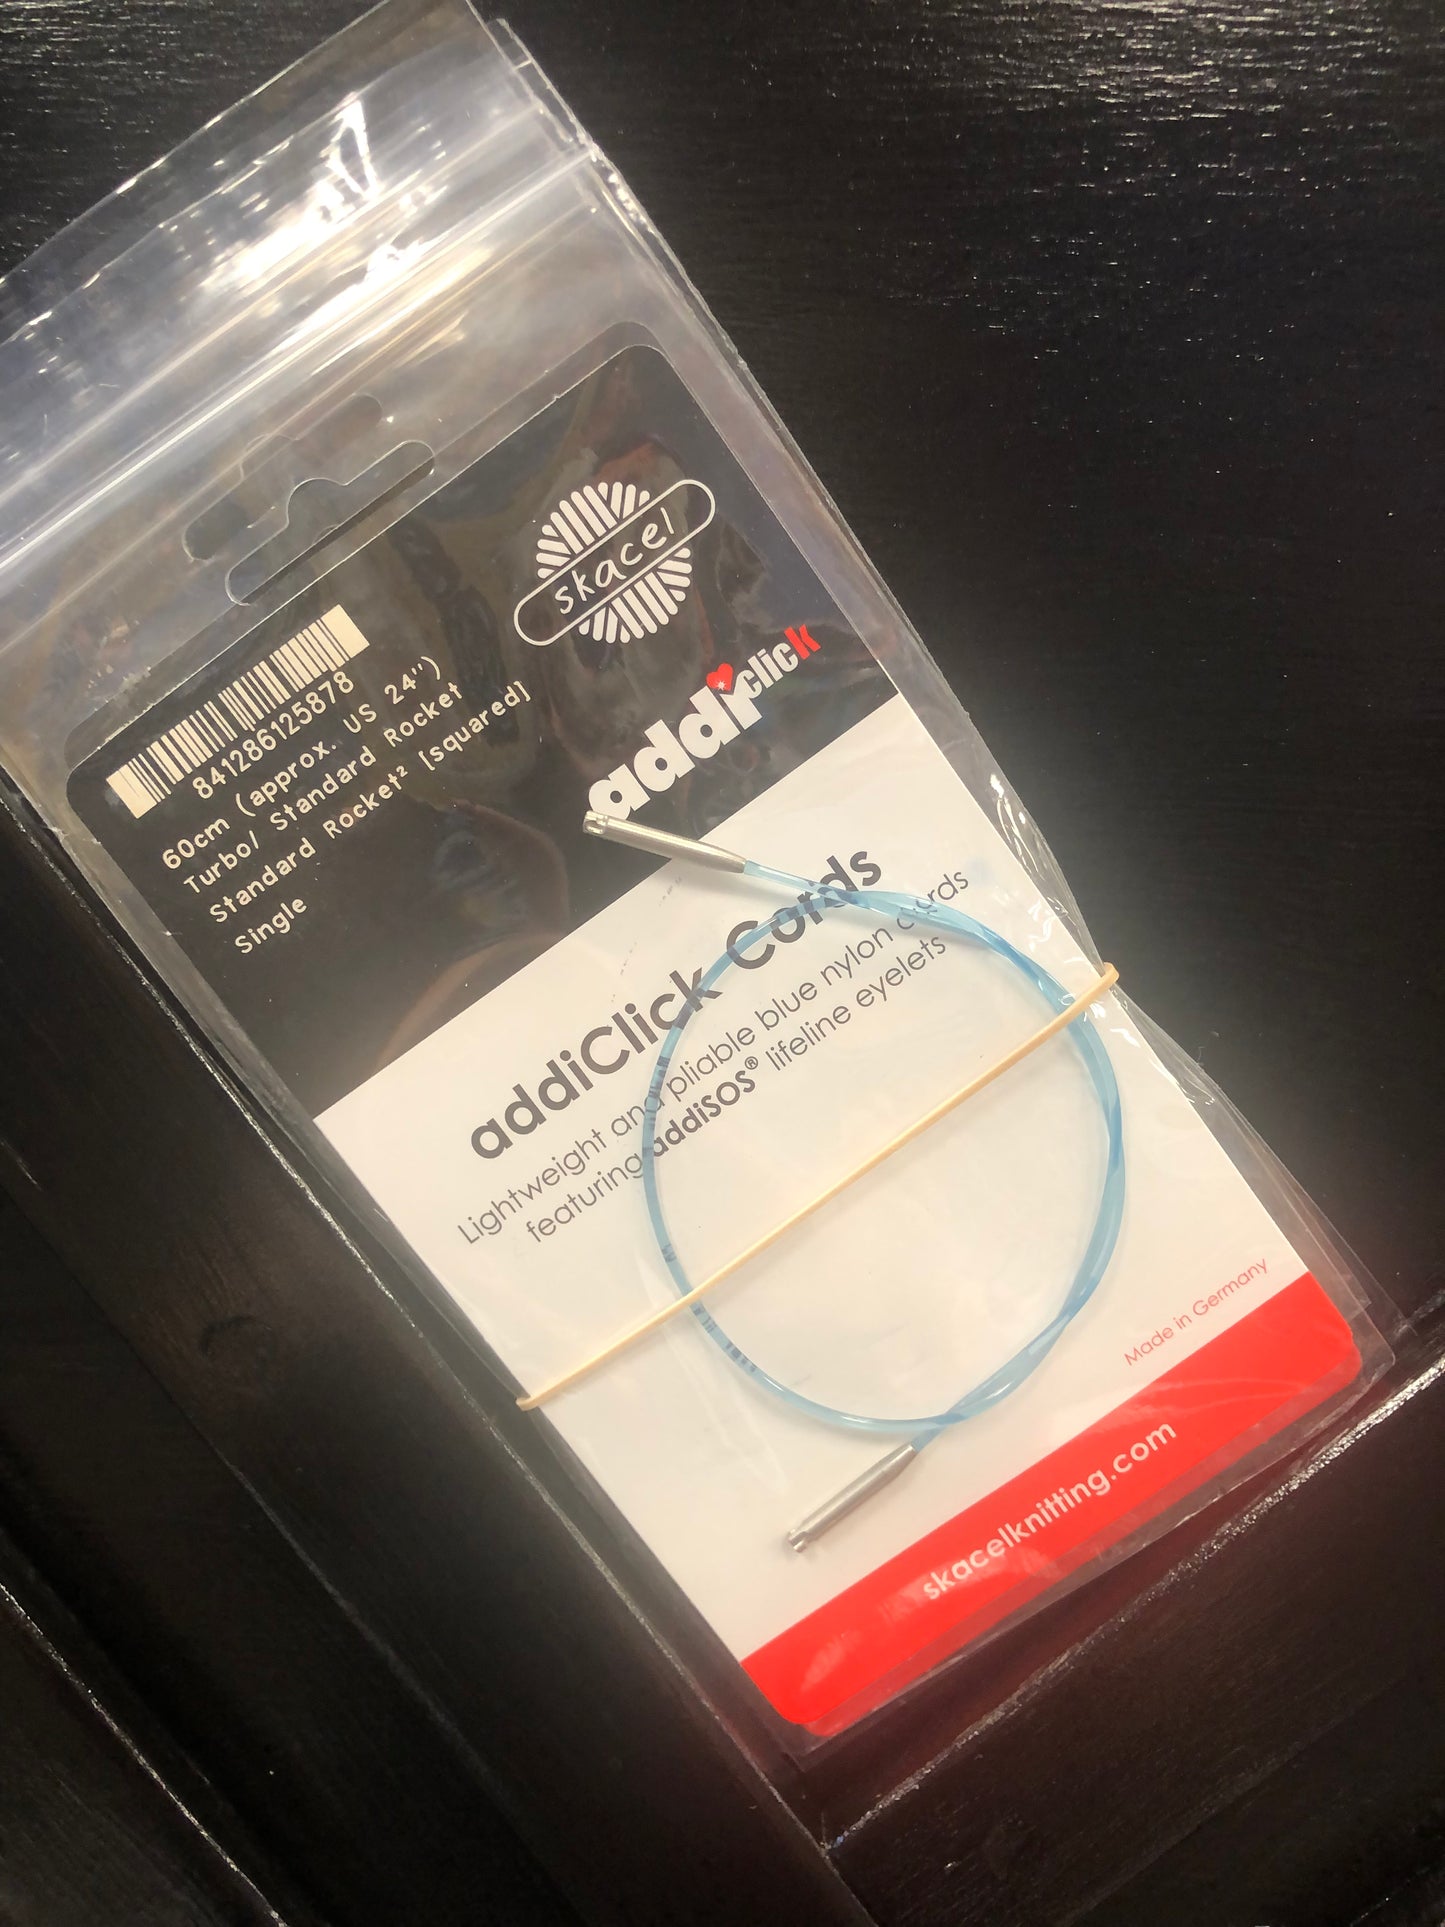 skacel
addiclick
841286125878
60cm (approx. US 24")
Turbo/ Standard Rocket
Standard Rocket² [squared]
Single
addiClick Cords
Lightweight and pliable blue nylon chords
featuring addiSOS® lifeline eyelets
Made in Germany
skacelknitting.com